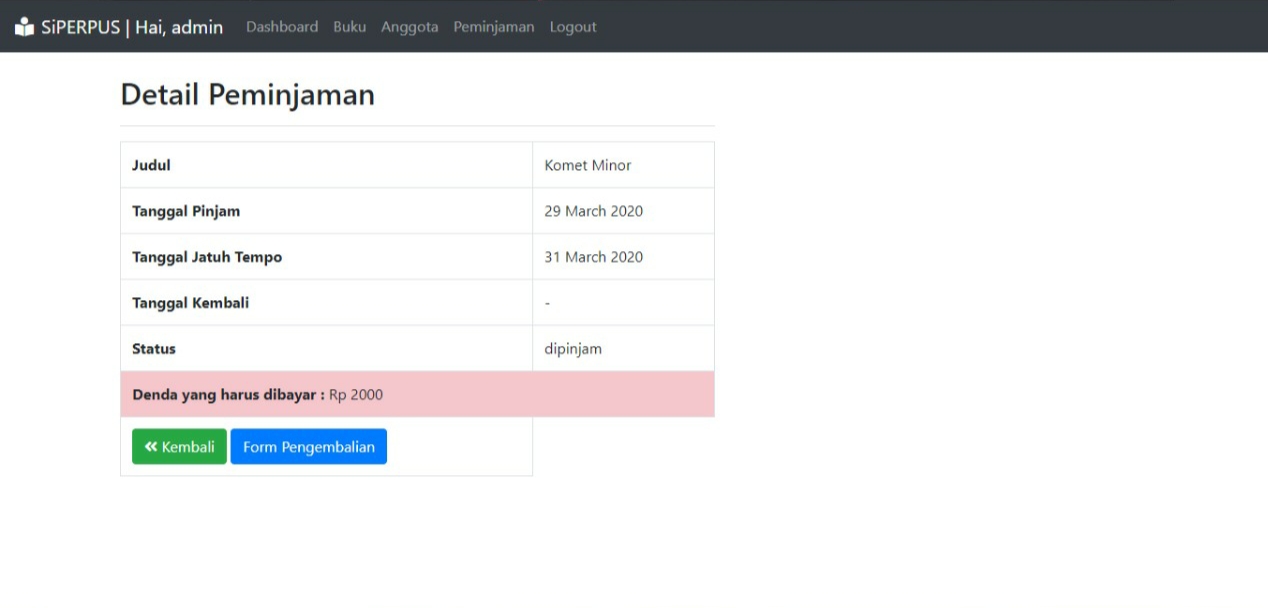 SiPERPUS | Hai, admin Dashboard Buku Anggota Peminjaman Logout
Detail Peminjaman
Judul Komet Minor
Tanggal Pinjam 29 March 2020
Tanggal Jatuh Tempo 31 March 2020
Tanggal Kembali -
Status dipinjam
Denda yang harus dibayar : Rp 2000
Kembali Form Pengembalian